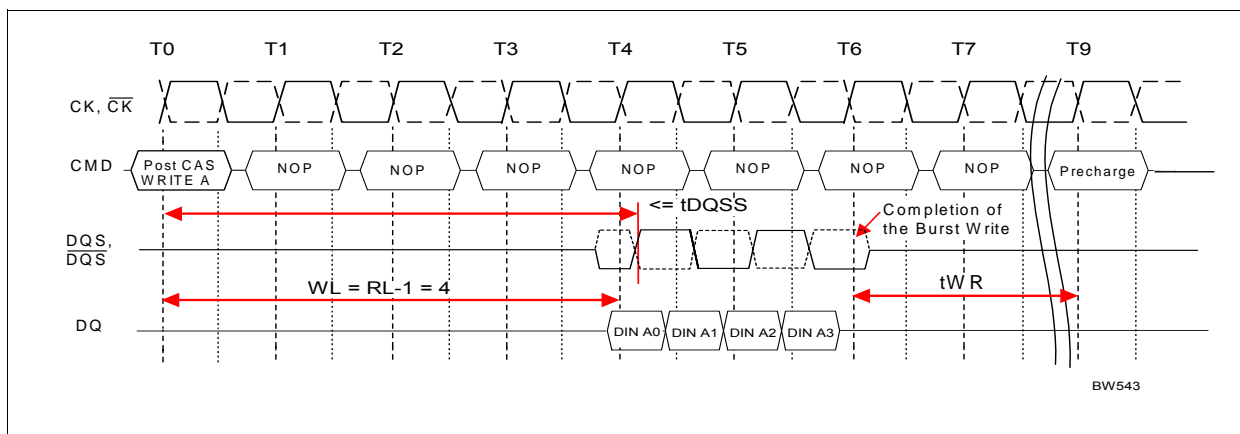 T0 T1 T2 T3 T4 T5 T6 T7 T9
CK, CK
CMD
Post CAS
WRITE A
NOP NOP NOP NOP NOP NOP NOP Precharge
<= tDQSS
Completion of
the Burst Write
DQS,
DQS
WL = RL-1 = 4
tWR
DQ
DIN A0 DIN A1 DIN A2 DIN A3
BW543